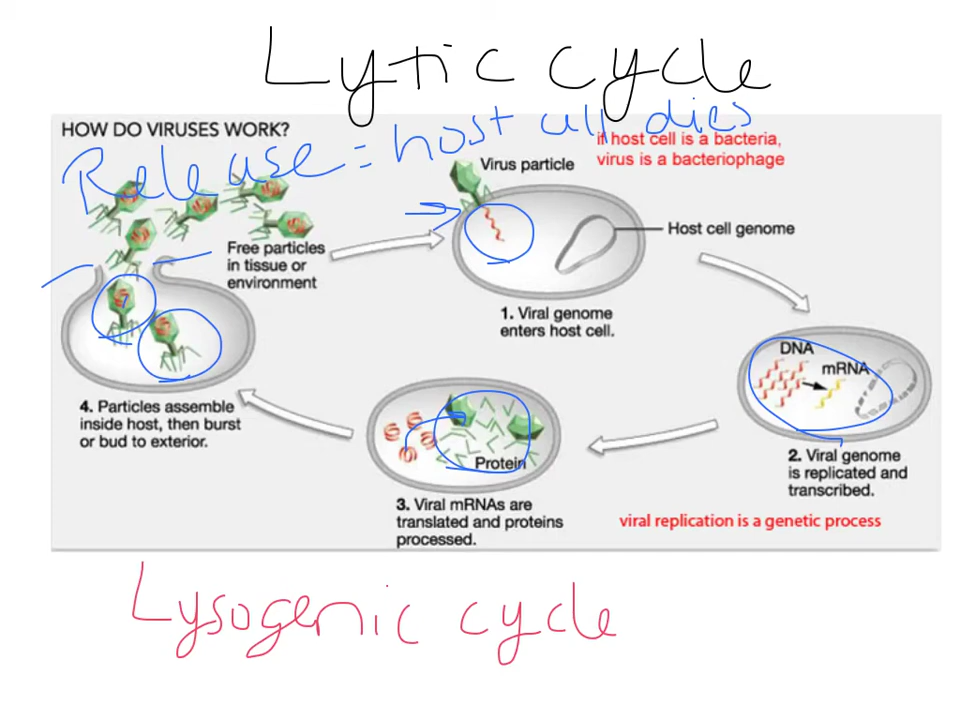 Lytic cycle
HOW DO VIRUSES WORK?
Release = host cell dies
if host cell is a bacteria,
virus is a bacteriophage
Virus particle
Host cell genome
Free particles
in tissue or
environment
1. Viral genome
enters host cell.
DNA
mRNA
2. Viral genome
is replicated and
transcribed.
4. Particles assemble
inside host, then burst
or bud to exterior.
Protein
3. Viral mRNAs are
translated and proteins
processed.
viral replication is a genetic process
Lysogenic cycle